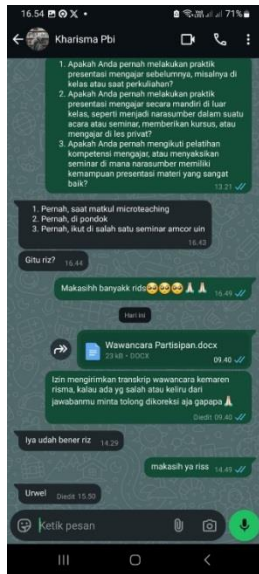 16.54
71%
Kharisma Pbi
1. Apakah Anda pernah melakukan praktik
presentasi mengajar sebelumnya, misalnya di
kelas atau saat perkuliahan?
2. Apakah Anda pernah melakukan praktik
presentasi mengajar secara mandiri di luar
kelas, seperti menjadi narasumber dalam suatu
acara atau seminar, memberikan kursus, atau
mengajar di les privat?
3. Apakah Anda pernah mengikuti pelatihan
kompetensi mengajar, atau menyaksikan
seminar di mana narasumber memiliki
kemampuan presentasi materi yang sangat
baik?
13.21
1. Pernah, saat matkul microteaching
2. Pernah, di pondok
3. Pernah, ikut di salah satu seminar amcor uin
16.43
Gitu riz? 16.44
Makasihh banyakk rids🥺🥺🥺🙏🏻🙏🏻 16.49
Hari Ini
Wawancara Partisipan.docx
23 kB • DOCX 09.40
Izin mengirimkan transkrip wawancara kemaren
risma, kalau ada yg salah atau keliru dari
jawabanmu minta tolong dikoreksi aja gapapa 🙏🏻
Diedit 09.40
Iya udah bener riz 14.29
makasih ya riss 14.49
Urwel Diedit 15.50
Ketik pesan